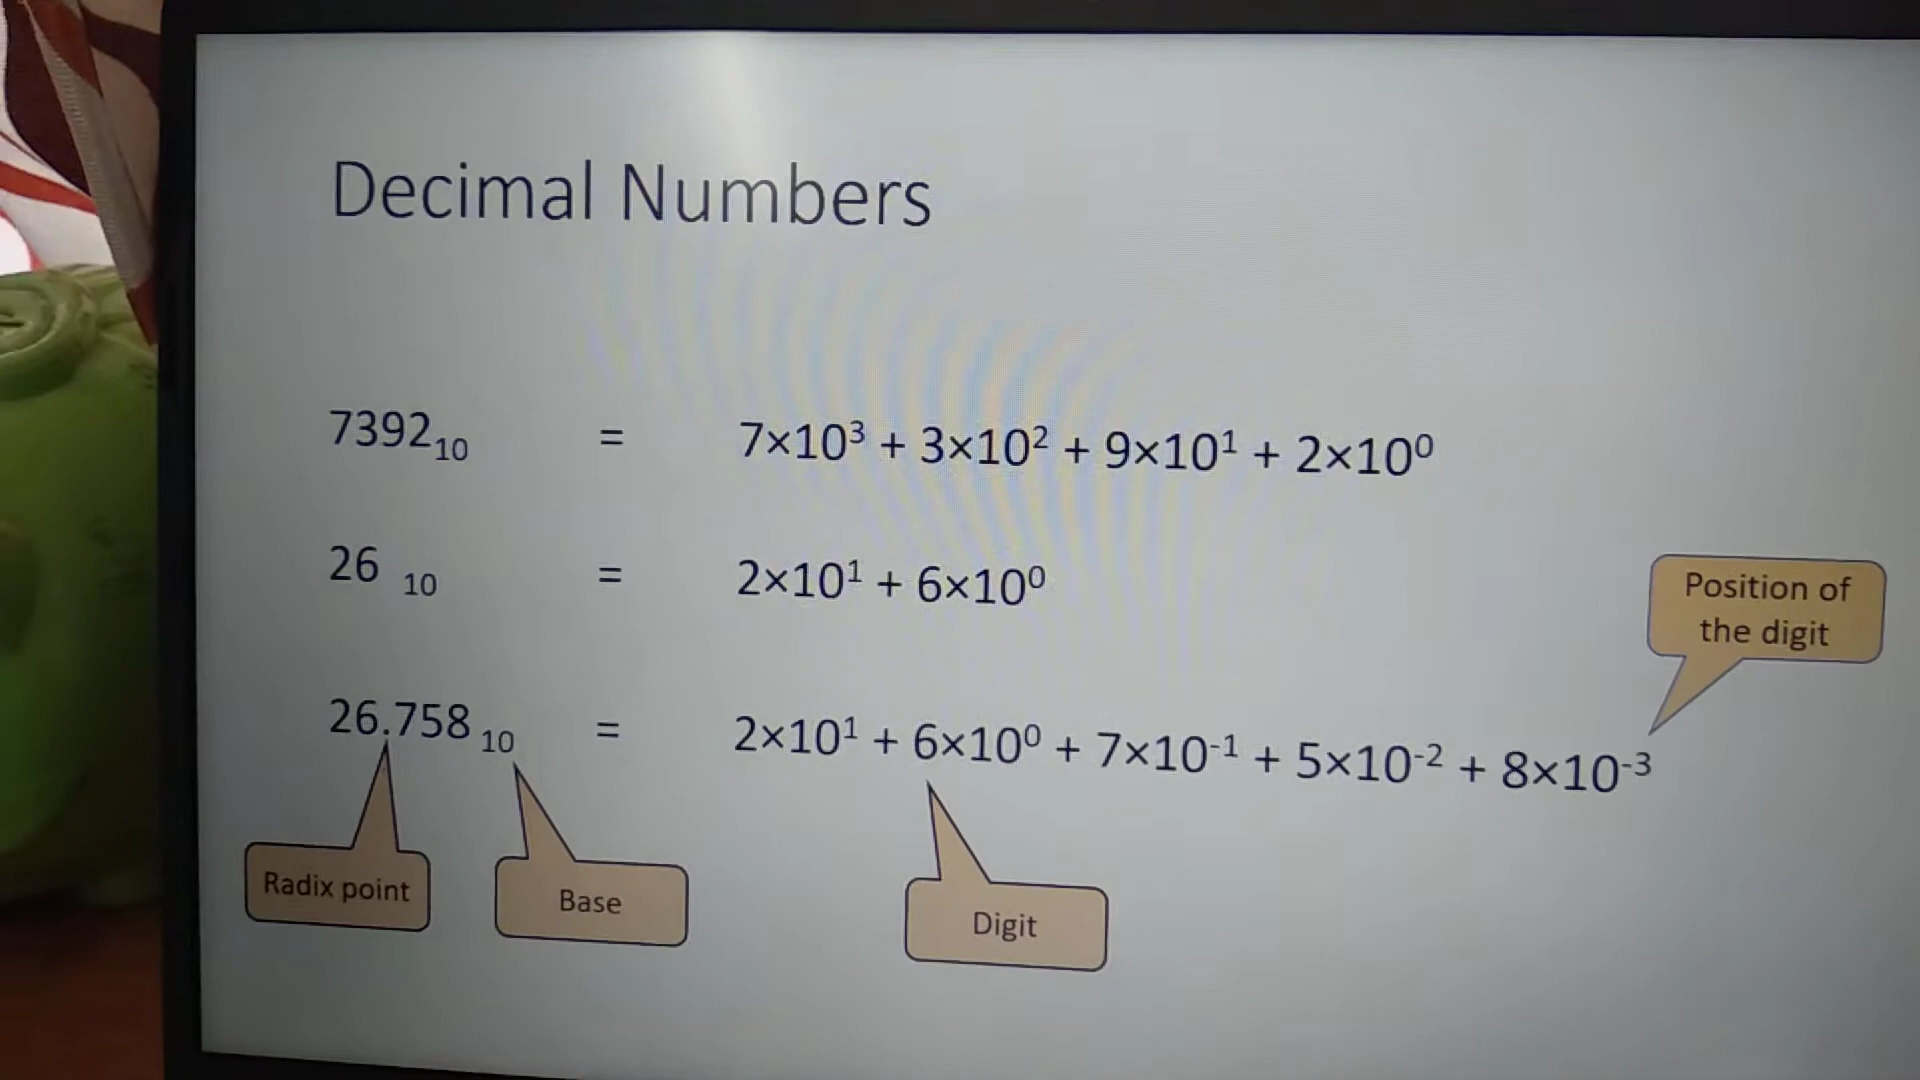 Decimal Numbers
7392₁₀ = 7×10³ + 3×10² + 9×10¹ + 2×10⁰
26 ₁₀ = 2×10¹ + 6×10⁰
Position of
the digit
26.758 ₁₀ = 2×10¹ + 6×10⁰ + 7×10⁻¹ + 5×10⁻² + 8×10⁻³
Radix point
Base
Digit